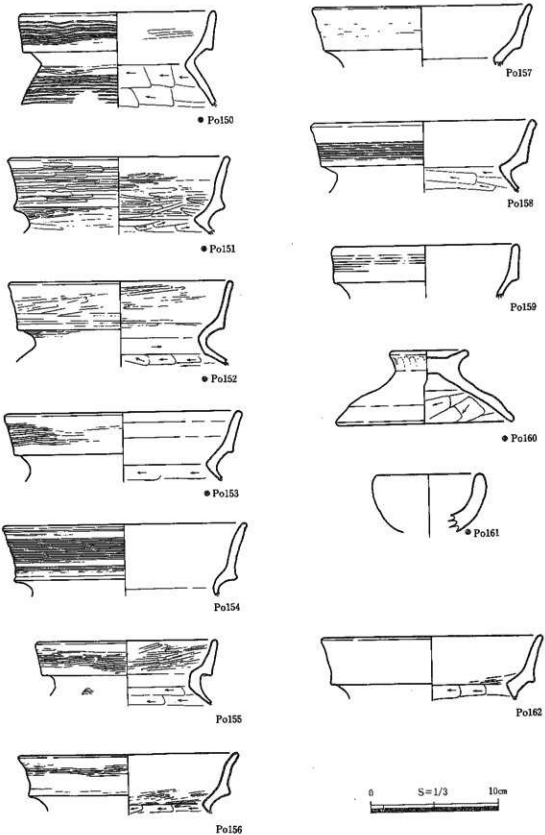 ● Po150
● Po151
● Po152
● Po153
Po154
Po155
Po156
Po157
Po158
Po159
● Po160
● Po161
Po162
0 S=1/3 10cm